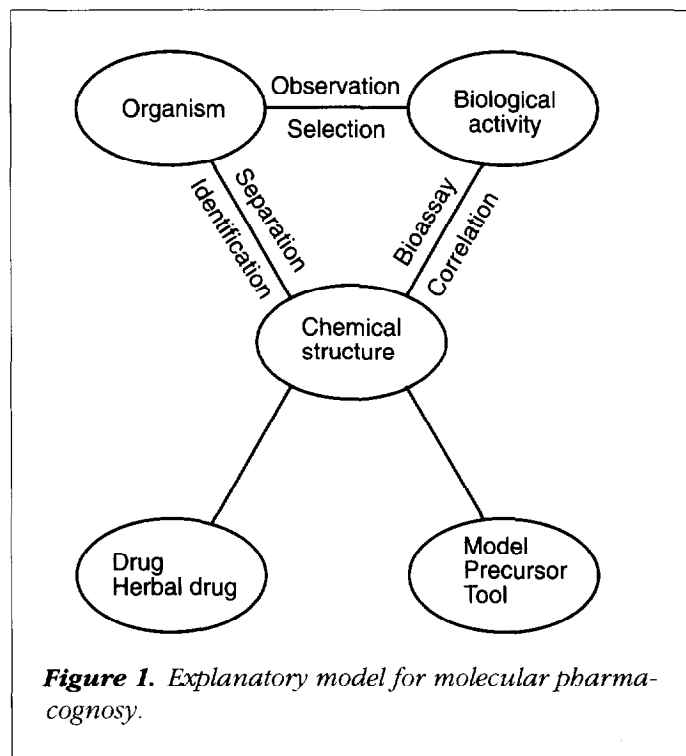 Organism
Observation
Selection
Biological
activity
Identification
Separation
Bioassay
Correlation
Chemical
structure
Drug
Herbal drug
Model
Precursor
Tool
Figure 1. Explanatory model for molecular pharma-
cognosy.